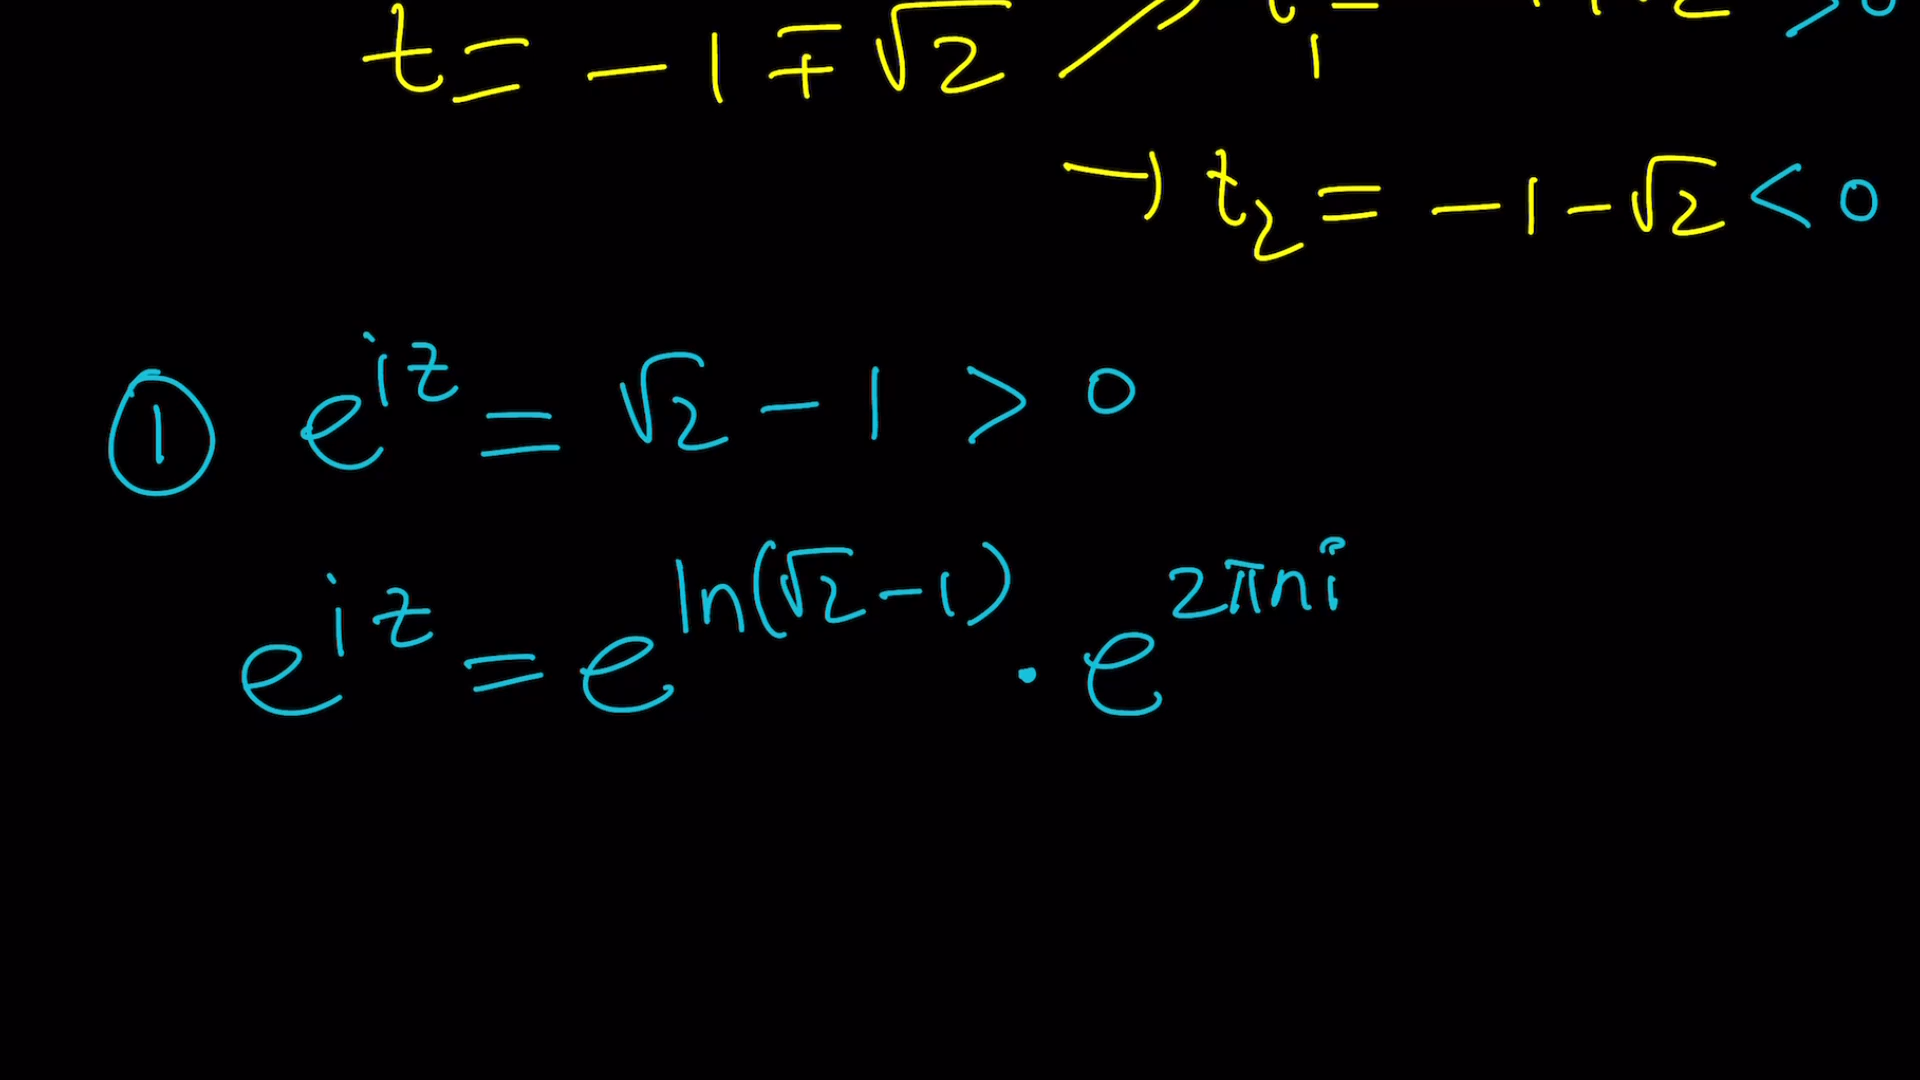 t = -1 ∓ √2
→ t₂ = -1 - √2 < 0
① e^{iz} = √2 - 1 > 0
e^{iz} = e^{ln(√2-1)} · e^{2πni}